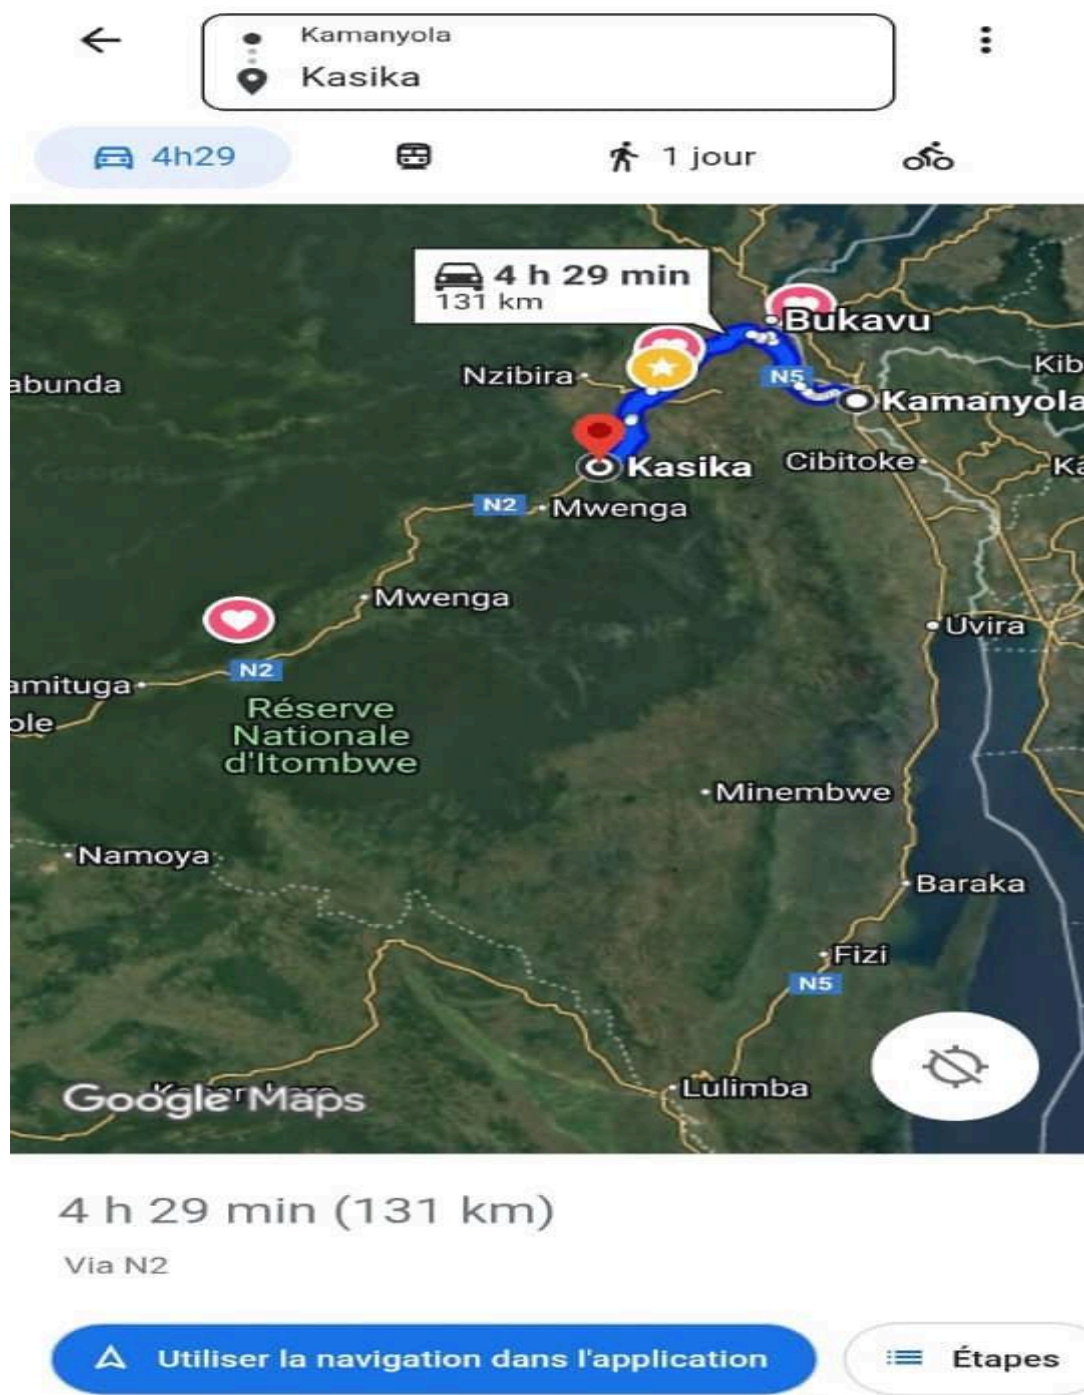 Kamanyola
Kasika
4h29
1 jour
4 h 29 min
131 km
Bukavu
Nzibira
N5
Kib
abunda
Kamanyola
Kasika
Cibitoke
Ka
N2
Mwenga
Mwenga
Uvira
N2
amituga
ole
Réserve
Nationale
d'Itombwe
Minembwe
Namoya
Baraka
Fizi
N5
Lulimba
Google Maps
4 h 29 min (131 km)
Via N2
Utiliser la navigation dans l'application
Étapes